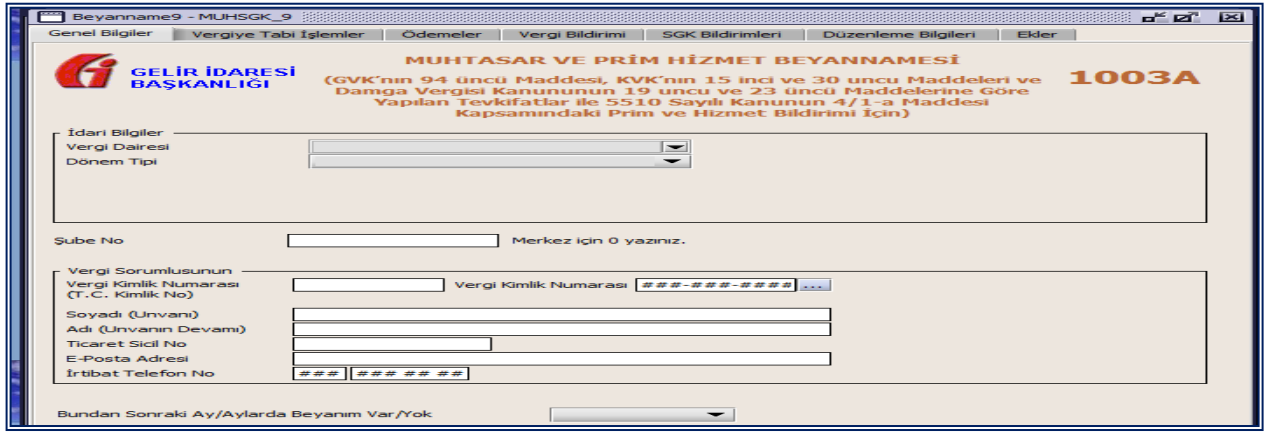 Beyanname9 - MUHSGK_9
Genel Bilgiler Vergiye Tabi İşlemler Ödemeler Vergi Bildirimi SGK Bildirimleri Düzenleme Bilgileri Ekler
GELİR İDARESİ
BAŞKANLIĞI
MUHTASAR VE PRİM HİZMET BEYANNAMESİ
(GVK'nın 94 üncü Maddesi, KVK'nın 15 inci ve 30 uncu Maddeleri ve
Damga Vergisi Kanununun 19 uncu ve 23 üncü Maddelerine Göre
Yapılan Tevkifatlar ile 5510 Sayılı Kanunun 4/1-a Maddesi
Kapsamındaki Prim ve Hizmet Bildirimi İçin)
1003A
İdari Bilgiler
Vergi Dairesi
Dönem Tipi
Şube No Merkez için 0 yazınız.
Vergi Sorumlusunun
Vergi Kimlik Numarası
(T.C. Kimlik No)
Vergi Kimlik Numarası ###-###-#### ...
Soyadı (Unvanı)
Adı (Unvanın Devamı)
Ticaret Sicil No
E-Posta Adresi
İrtibat Telefon No ### ### ## ##
Bundan Sonraki Ay/Aylarda Beyanım Var/Yok